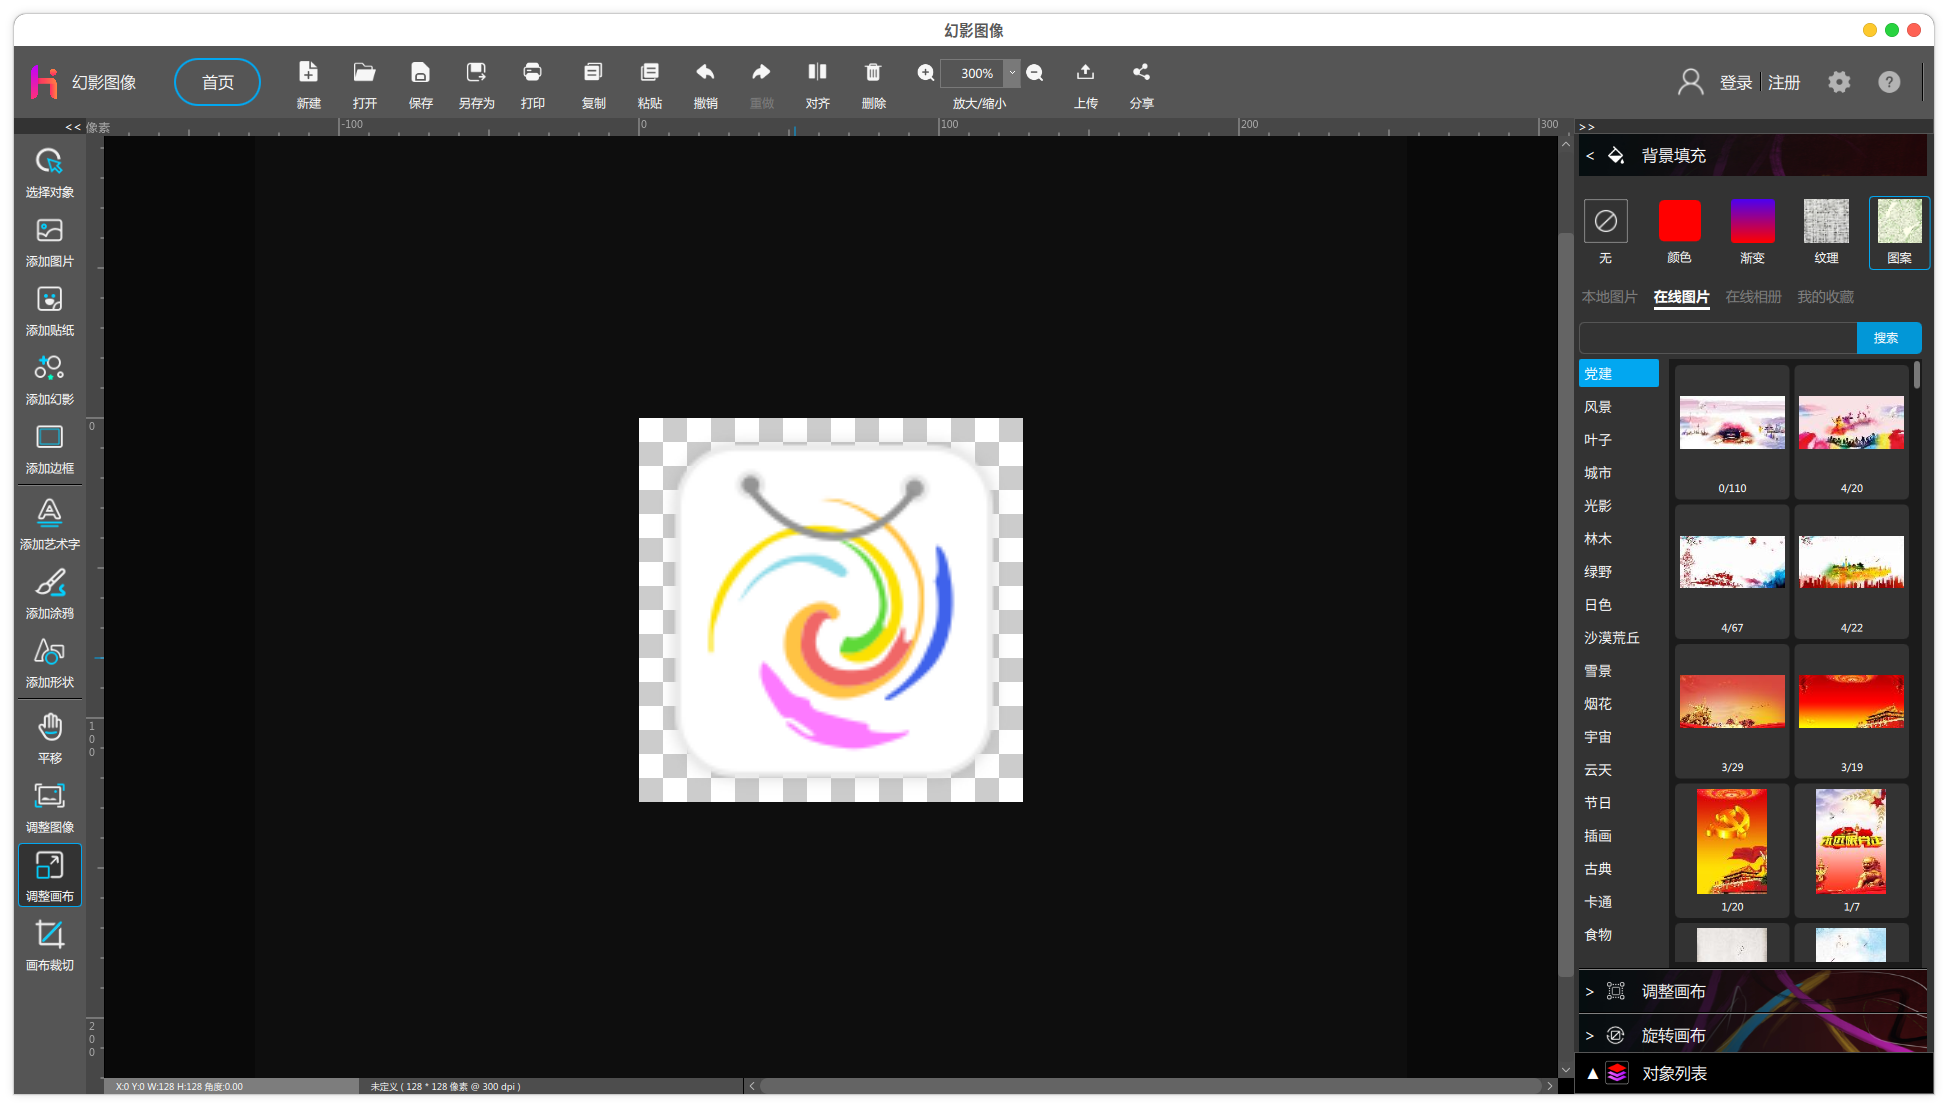 幻影图像
幻影图像
首页
新建
打开
保存
另存为
打印
复制
粘贴
撤销
重做
对齐
删除
300%
放大/缩小
上传
分享
登录
注册
<< 像素
-100
0
100
200
300
>>
选择对象
添加图片
添加贴纸
添加幻影
添加边框
添加艺术字
添加涂鸦
添加形状
平移
调整图像
调整画布
画布裁切
0
100
200
< 背景填充
无
颜色
渐变
纹理
图案
本地图片
在线图片
在线相册
我的收藏
搜索
党建
风景
叶子
城市
光影
林木
绿野
日色
沙漠荒丘
雪景
烟花
宇宙
云天
节日
插画
古典
卡通
食物
0/110
4/20
4/67
4/22
3/29
3/19
1/20
1/7
> 调整画布
> 旋转画布
▲ 对象列表
X:0 Y:0 W:128 H:128 角度:0.00
未定义 ( 128 * 128 像素 @ 300 dpi )